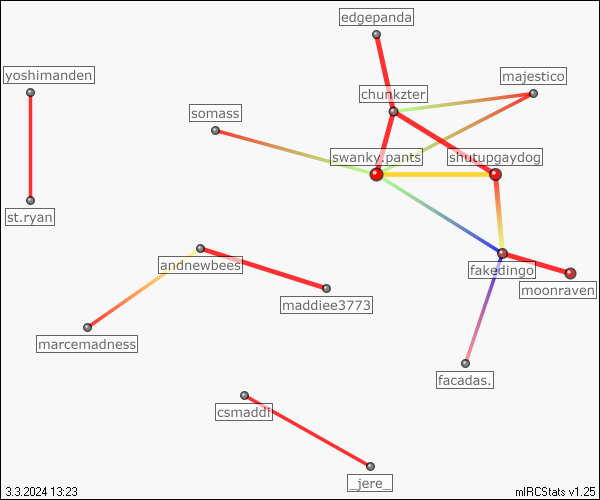 edgepanda
yoshimanden
majestico
chunkzter
somass
swanky.pants
shutupgaydog
st.ryan
andnewbees
fakedingo
moonraven
maddiee3773
marcemadness
facadas.
csmaddi
_jere_
3.3.2024 13:23
mIRCStats v1.25